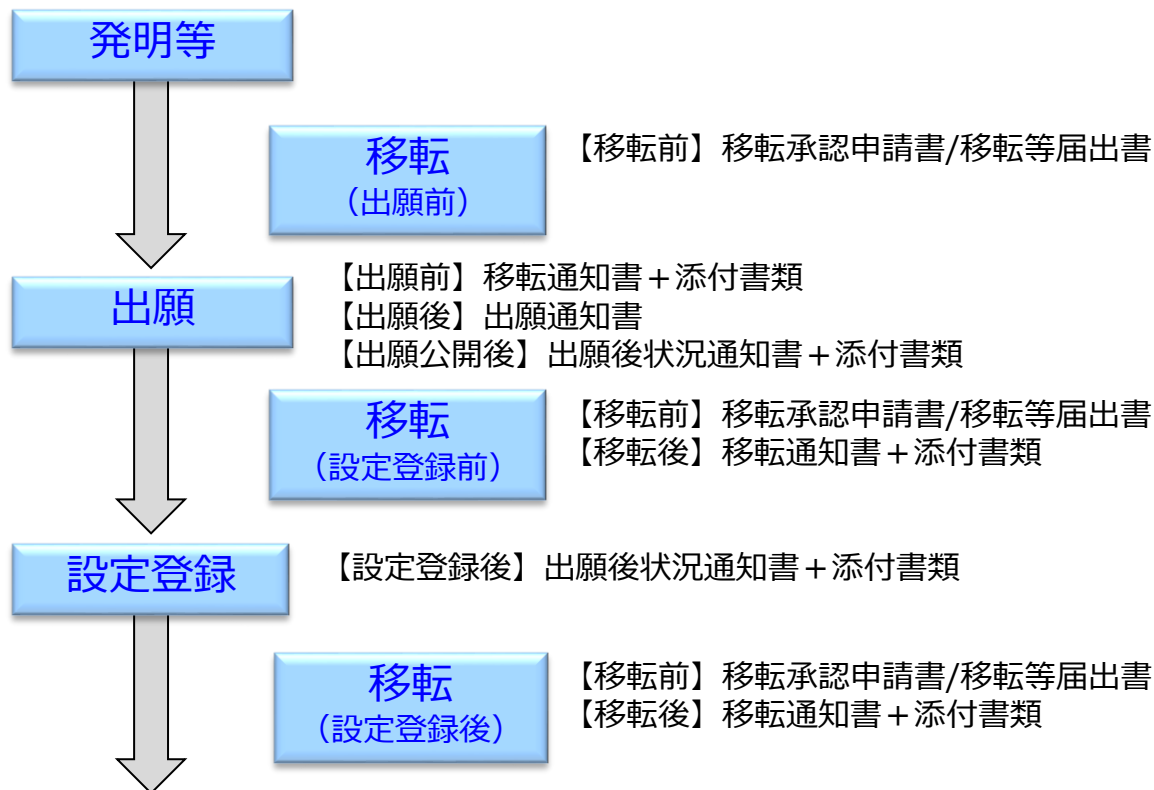 発明等
移転
（出願前）
【移転前】移転承認申請書/移転等届出書
出願
【出願前】移転通知書＋添付書類
【出願後】出願通知書
【出願公開後】出願後状況通知書＋添付書類
移転
（設定登録前）
【移転前】移転承認申請書/移転等届出書
【移転後】移転通知書＋添付書類
設定登録
【設定登録後】出願後状況通知書＋添付書類
移転
（設定登録後）
【移転前】移転承認申請書/移転等届出書
【移転後】移転通知書＋添付書類